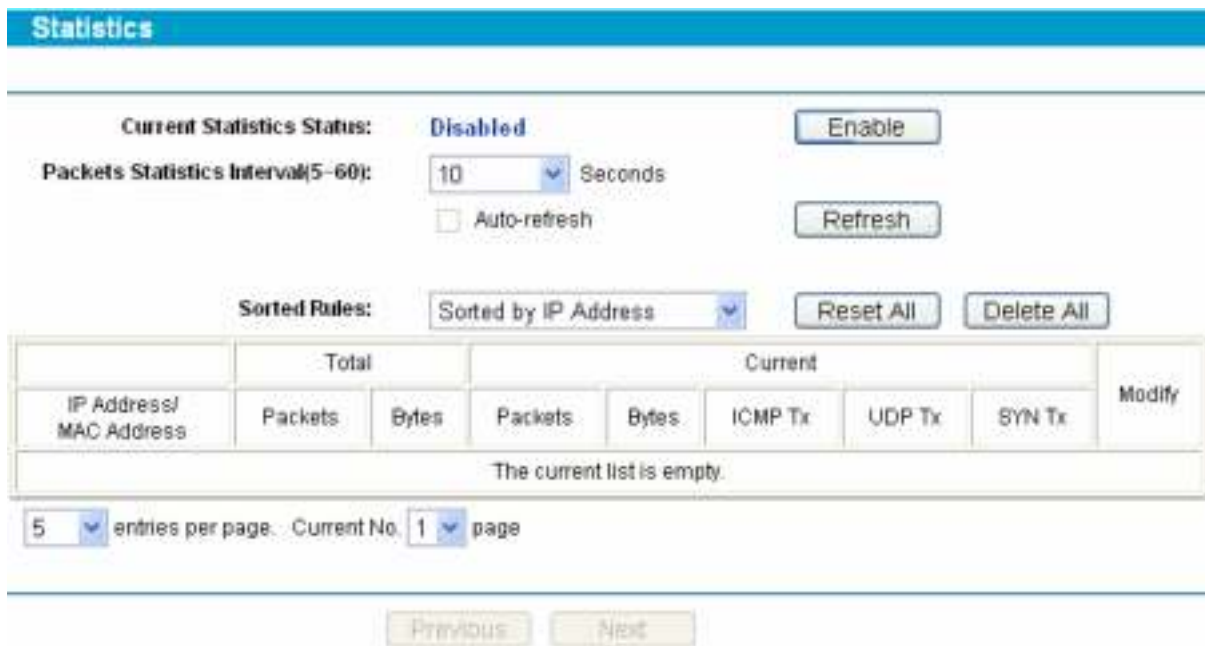 Statistics
Current Statistics Status: Disabled Enable
Packets Statistics Interval(5-60): 10 Seconds
Auto-refresh Refresh
Sorted Rules: Sorted by IP Address Reset All Delete All
Total Current Modify
IP Address/
MAC Address Packets Bytes Packets Bytes ICMP Tx UDP Tx SYN Tx
The current list is empty.
5 entries per page. Current No. 1 page
Previous Next